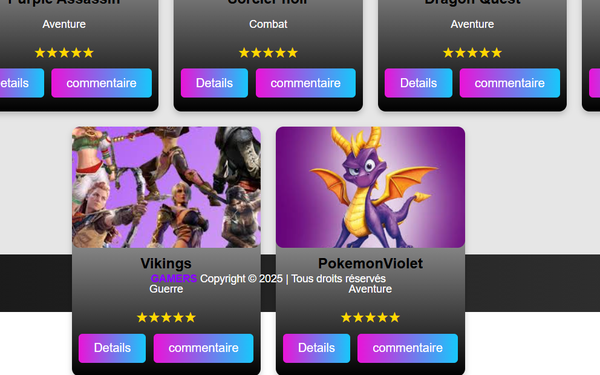 Purple Assassin Sorcier noir Dragon Quest
Aventure Combat Aventure
Details commentaire Details commentaire Details commentaire
Vikings PokemonViolet
GAMERS Copyright © 2025 | Tous droits réservés
Guerre Aventure
Details commentaire Details commentaire